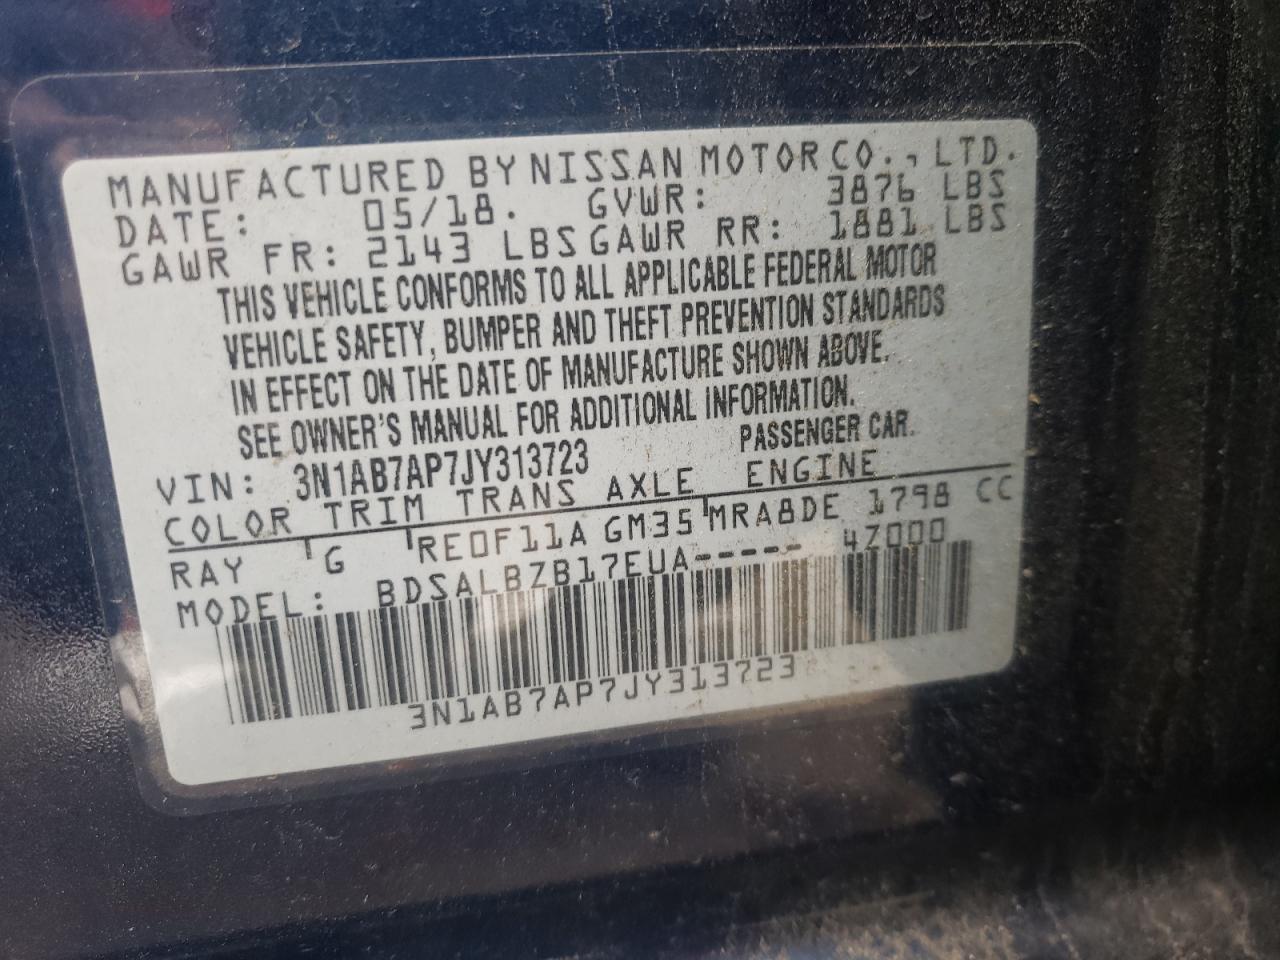 MANUFACTURED BY NISSAN MOTOR CO., LTD.
DATE: 05/18. GVWR: 3876 LBS
GAWR FR: 2143 LBS GAWR RR: 1881 LBS
THIS VEHICLE CONFORMS TO ALL APPLICABLE FEDERAL MOTOR
VEHICLE SAFETY, BUMPER AND THEFT PREVENTION STANDARDS
IN EFFECT ON THE DATE OF MANUFACTURE SHOWN ABOVE.
SEE OWNER'S MANUAL FOR ADDITIONAL INFORMATION.
VIN: 3N1AB7AP7JY313723 PASSENGER CAR.
COLOR TRIM TRANS AXLE ENGINE
RAY G RE0F11A GM35 MRA8DE 1798 CC
MODEL: BDSALBZB17EUA----- 4Z000
3N1AB7AP7JY313723